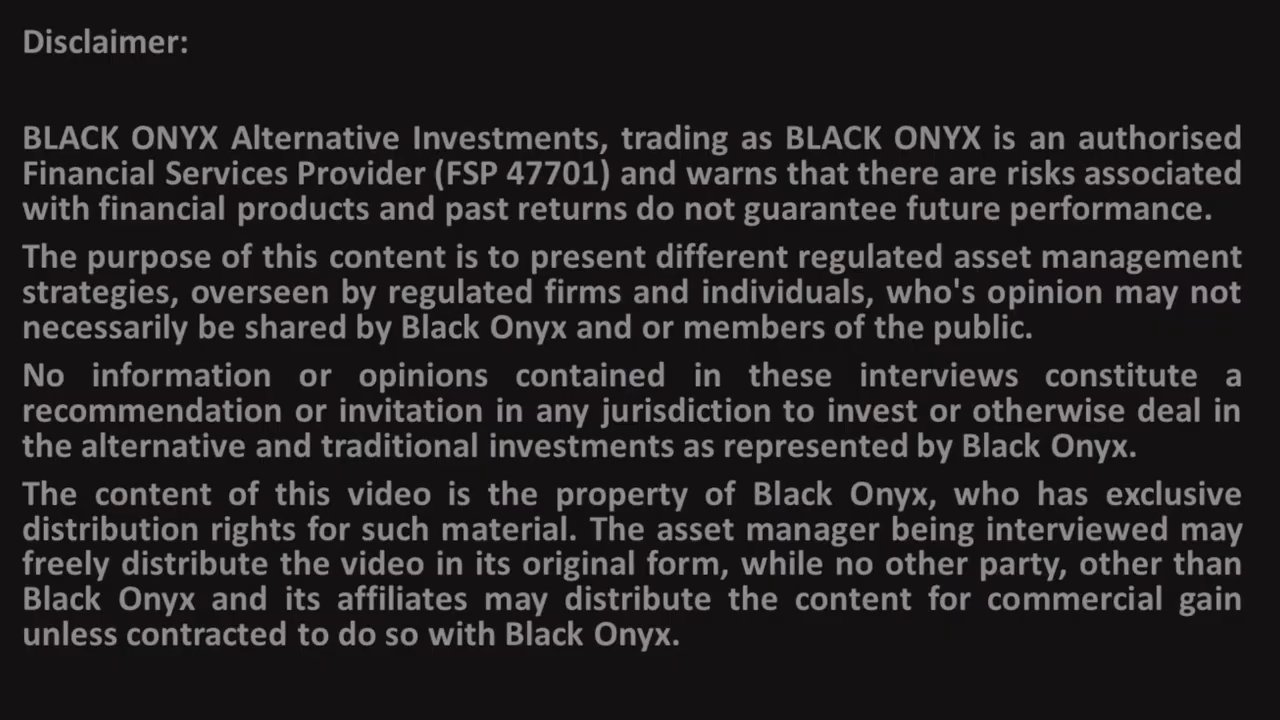 Disclaimer:
BLACK ONYX Alternative Investments, trading as BLACK ONYX is an authorised
Financial Services Provider (FSP 47701) and warns that there are risks associated
with financial products and past returns do not guarantee future performance.
The purpose of this content is to present different regulated asset management
strategies, overseen by regulated firms and individuals, who's opinion may not
necessarily be shared by Black Onyx and or members of the public.
No information or opinions contained in these interviews constitute a
recommendation or invitation in any jurisdiction to invest or otherwise deal in
the alternative and traditional investments as represented by Black Onyx.
The content of this video is the property of Black Onyx, who has exclusive
distribution rights for such material. The asset manager being interviewed may
freely distribute the video in its original form, while no other party, other than
Black Onyx and its affiliates may distribute the content for commercial gain
unless contracted to do so with Black Onyx.